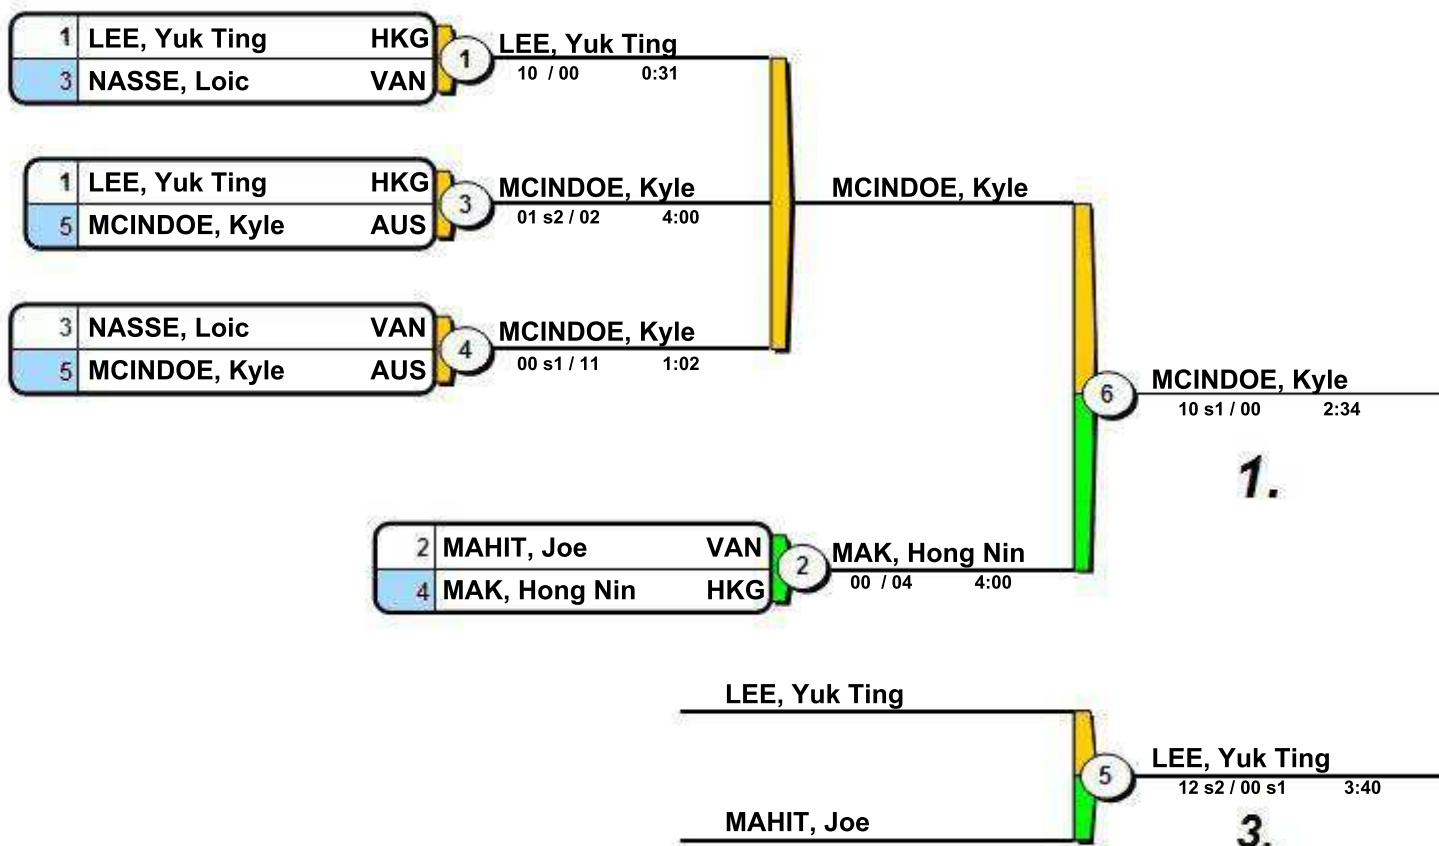 1 LEE, Yuk Ting HKG
3 NASSE, Loic VAN
1
LEE, Yuk Ting
10 / 00 0:31
1 LEE, Yuk Ting HKG
5 MCINDOE, Kyle AUS
3
MCINDOE, Kyle
01 s2 / 02 4:00
MCINDOE, Kyle
3 NASSE, Loic VAN
5 MCINDOE, Kyle AUS
4
MCINDOE, Kyle
00 s1 / 11 1:02
6
MCINDOE, Kyle
10 s1 / 00 2:34
1.
2 MAHIT, Joe VAN
4 MAK, Hong Nin HKG
2
MAK, Hong Nin
00 / 04 4:00
LEE, Yuk Ting
5
LEE, Yuk Ting
12 s2 / 00 s1 3:40
MAHIT, Joe
3.